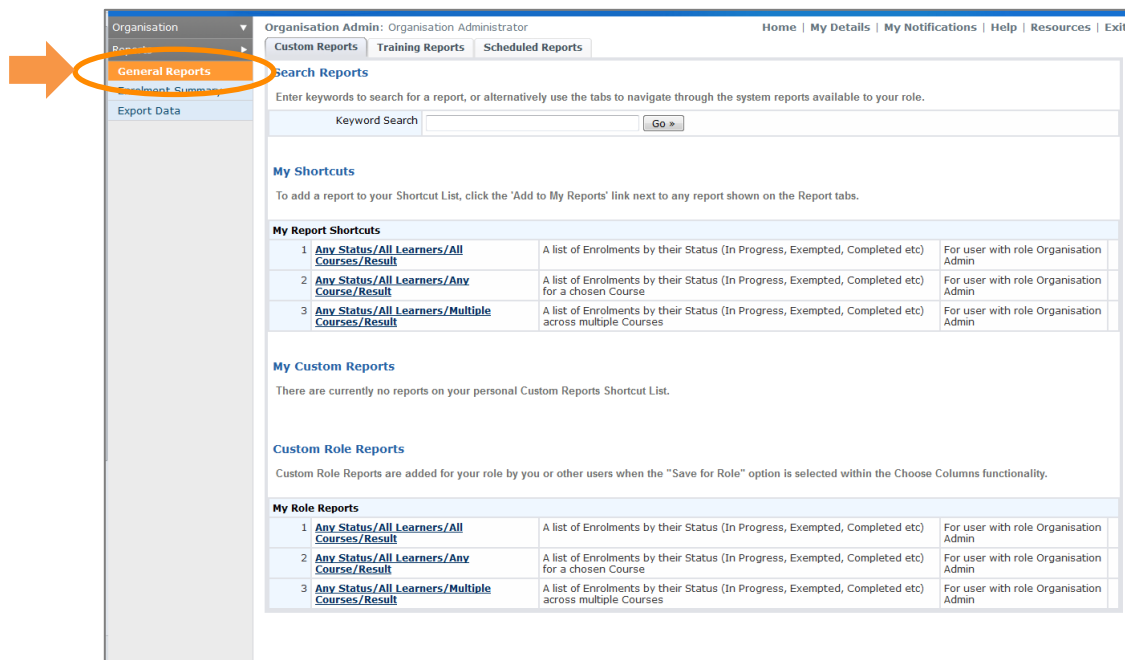 Organisation ▼
Reports ►
General Reports
Enrolment Summary
Export Data
Organisation Admin: Organisation Administrator
Home | My Details | My Notifications | Help | Resources | Exit
Custom Reports Training Reports Scheduled Reports
Search Reports
Enter keywords to search for a report, or alternatively use the tabs to navigate through the system reports available to your role.
Keyword Search Go »
My Shortcuts
To add a report to your Shortcut List, click the 'Add to My Reports' link next to any report shown on the Report tabs.
My Report Shortcuts
1 Any Status/All Learners/All A list of Enrolments by their Status (In Progress, Exempted, Completed etc) For user with role Organisation
Courses/Result Admin
2 Any Status/All Learners/Any A list of Enrolments by their Status (In Progress, Exempted, Completed etc) For user with role Organisation
Course/Result for a chosen Course Admin
3 Any Status/All Learners/Multiple A list of Enrolments by their Status (In Progress, Exempted, Completed etc) For user with role Organisation
Courses/Result across multiple Courses Admin
My Custom Reports
There are currently no reports on your personal Custom Reports Shortcut List.
Custom Role Reports
Custom Role Reports are added for your role by you or other users when the "Save for Role" option is selected within the Choose Columns functionality.
My Role Reports
1 Any Status/All Learners/All A list of Enrolments by their Status (In Progress, Exempted, Completed etc) For user with role Organisation
Courses/Result Admin
2 Any Status/All Learners/Any A list of Enrolments by their Status (In Progress, Exempted, Completed etc) For user with role Organisation
Course/Result for a chosen Course Admin
3 Any Status/All Learners/Multiple A list of Enrolments by their Status (In Progress, Exempted, Completed etc) For user with role Organisation
Courses/Result across multiple Courses Admin